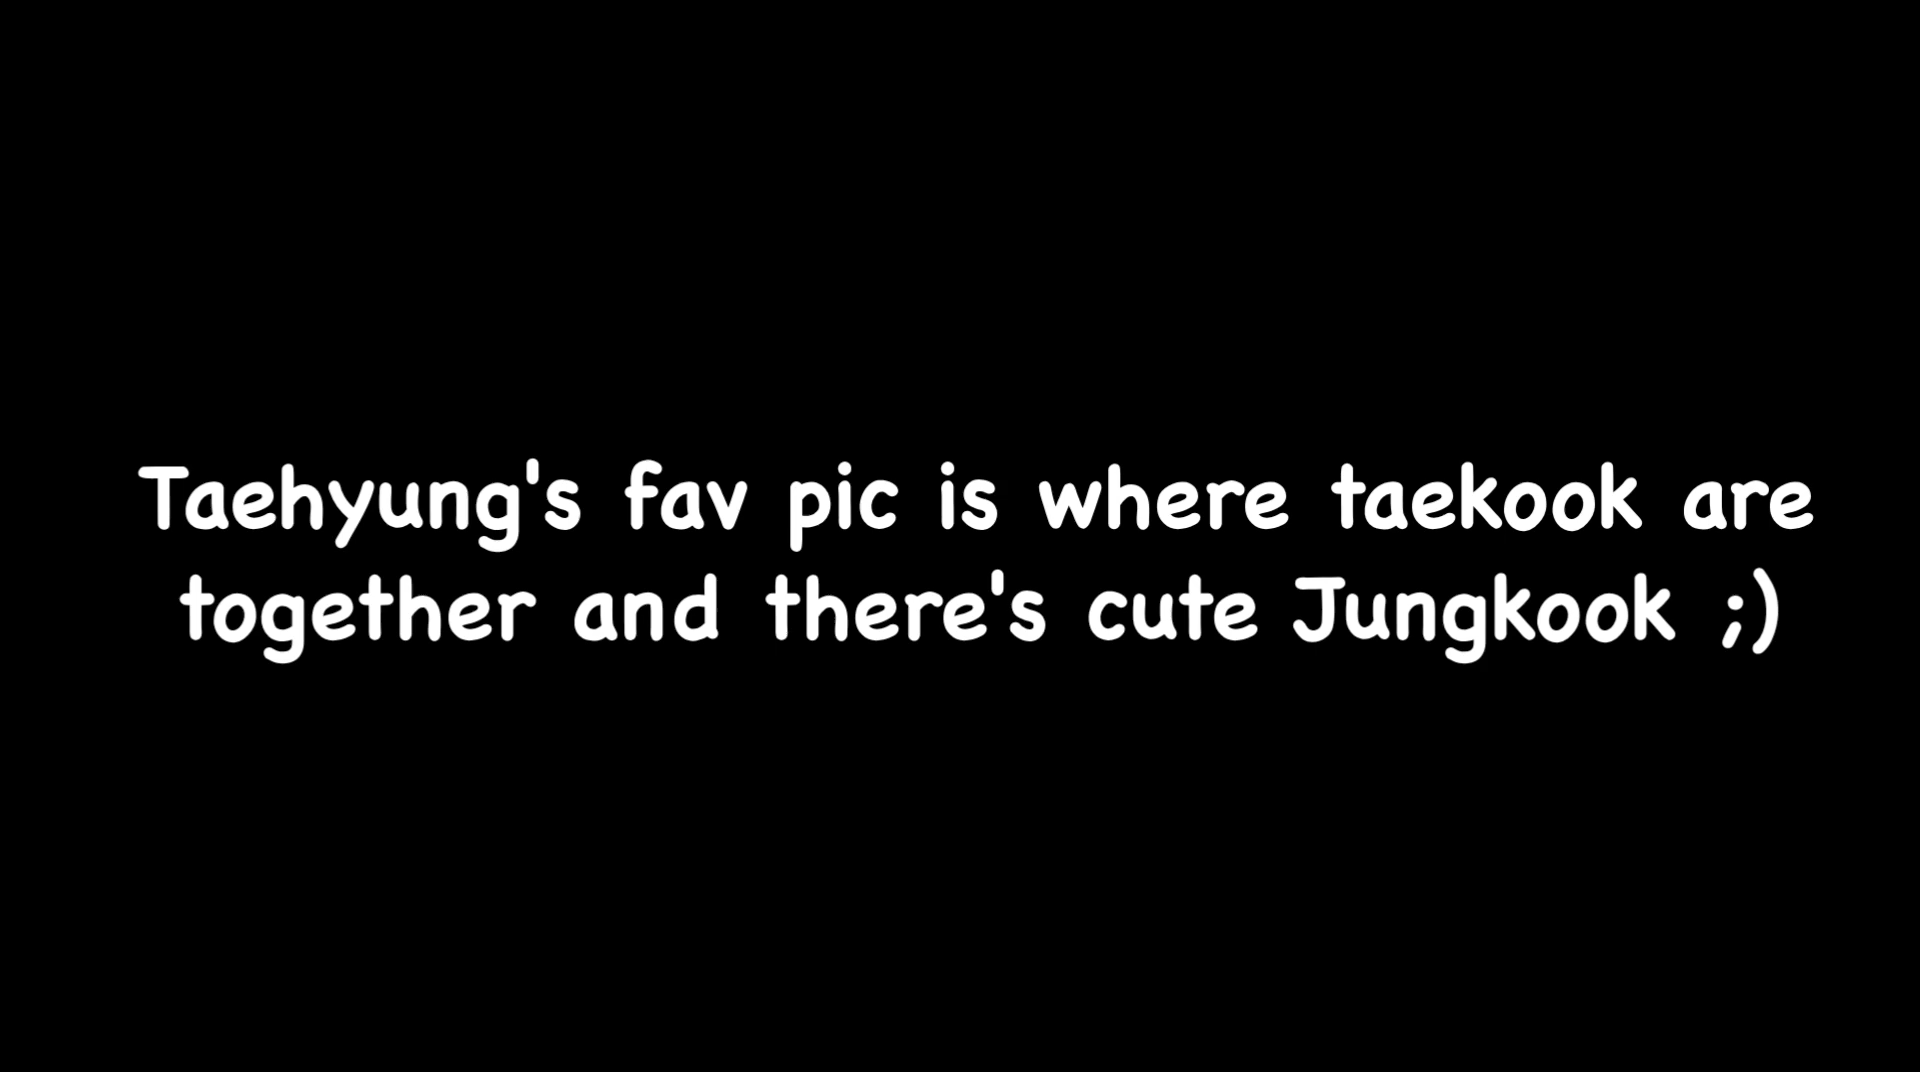 Taehyung's fav pic is where taekook are
together and there's cute Jungkook ;)